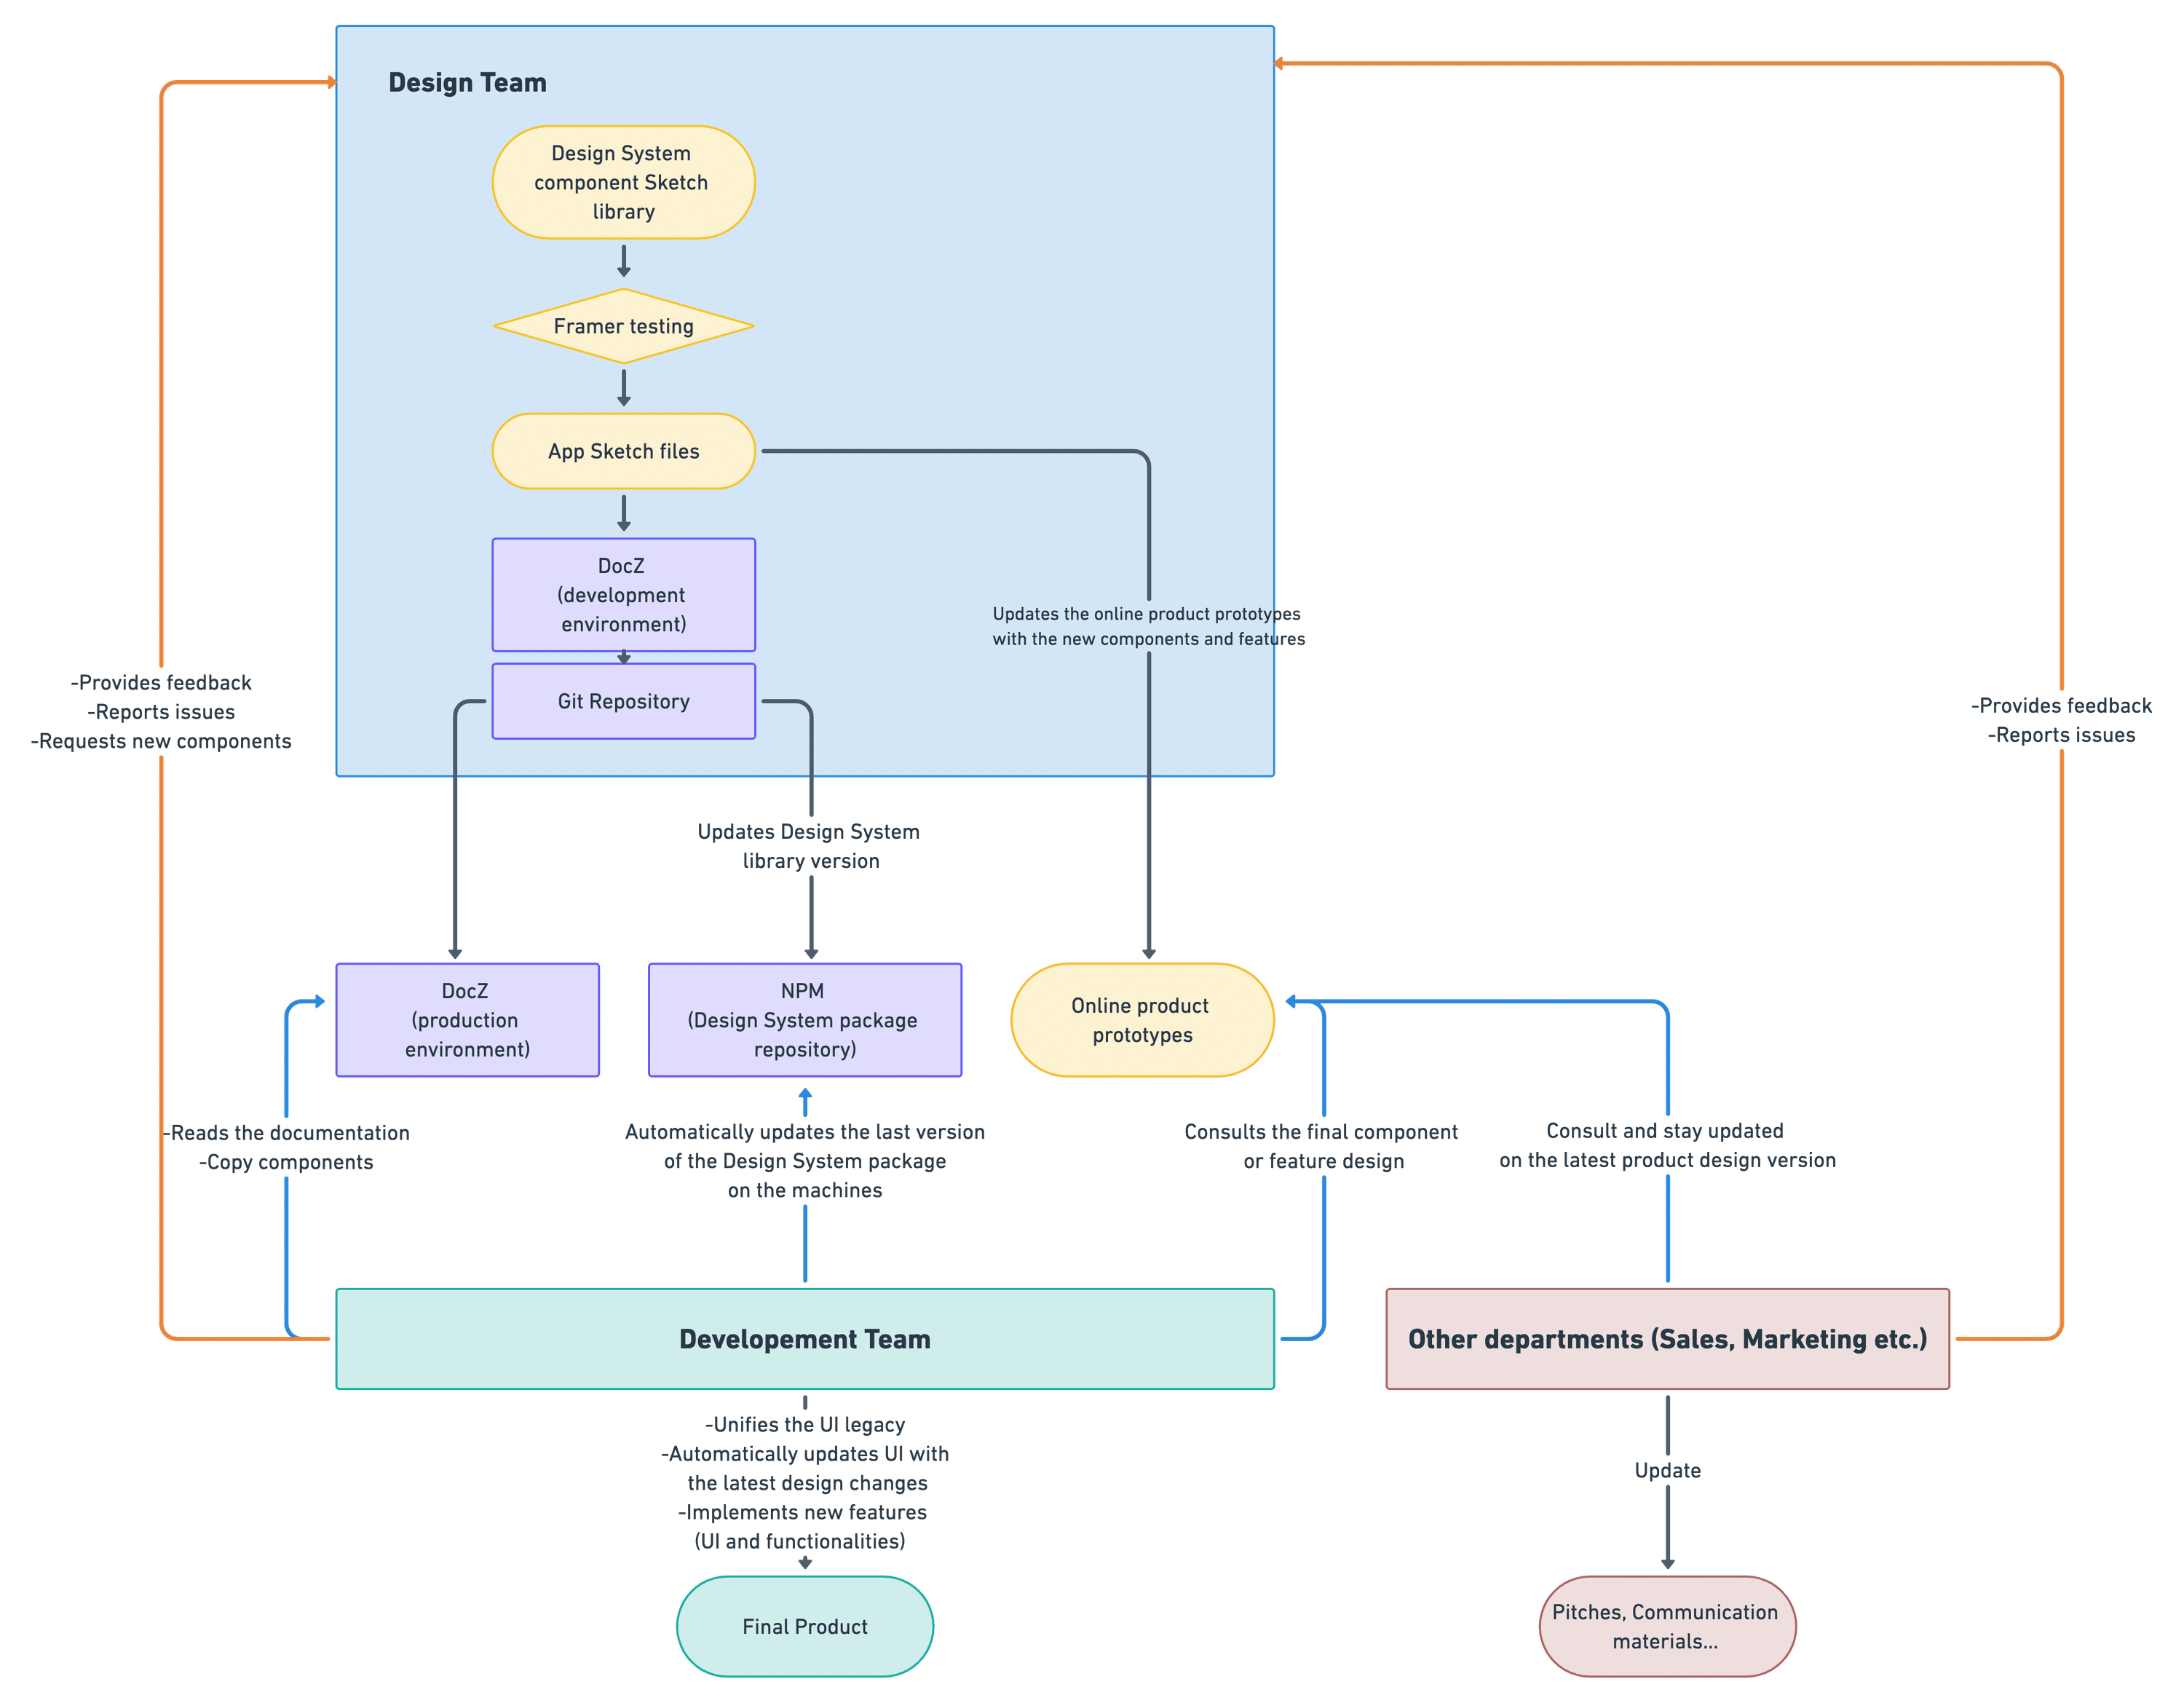 Design Team
Design System
component Sketch
library
Framer testing
App Sketch files
DocZ
(development
environment)
Updates the online product prototypes
with the new components and features
Git Repository
-Provides feedback
-Reports issues
-Requests new components
-Provides feedback
-Reports issues
Updates Design System
library version
DocZ
(production
environment)
NPM
(Design System package
repository)
Online product
prototypes
-Reads the documentation
-Copy components
Automatically updates the last version
of the Design System package
on the machines
Consults the final component
or feature design
Consult and stay updated
on the latest product design version
Developement Team
Other departments (Sales, Marketing etc.)
-Unifies the UI legacy
-Automatically updates UI with
the latest design changes
-Implements new features
(UI and functionalities)
Update
Final Product
Pitches, Communication
materials...